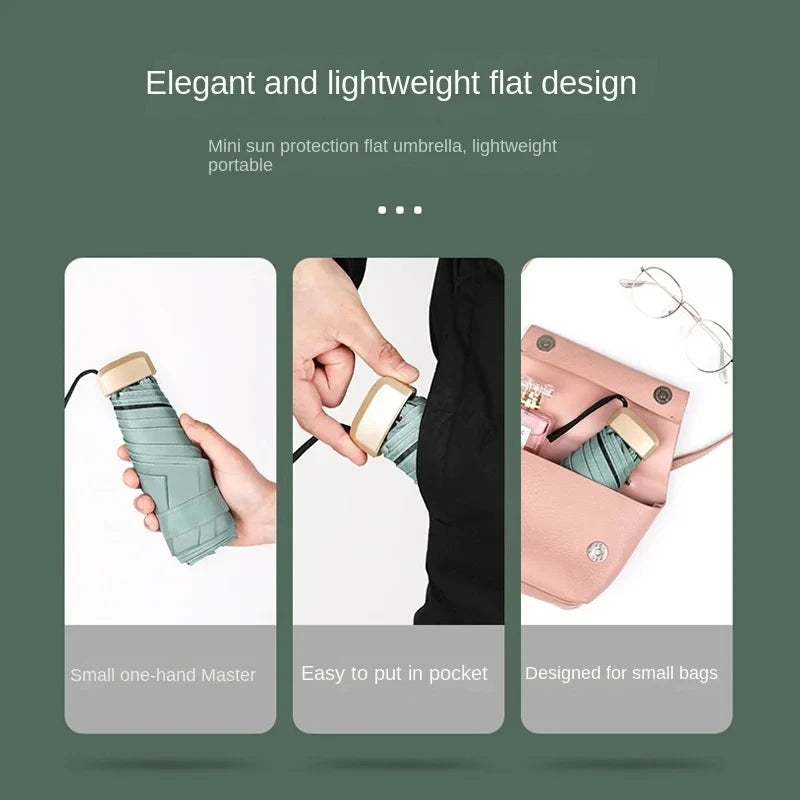 Elegant and lightweight flat design
Mini sun protection flat umbrella, lightweight
portable
Small one-hand Master
Easy to put in pocket
Designed for small bags